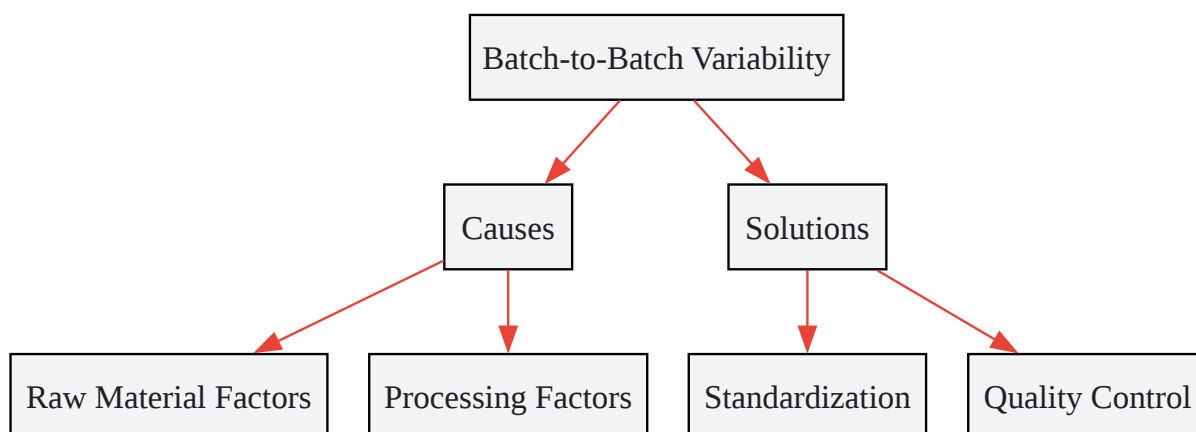 Batch-to-Batch Variability
Causes
Solutions
Raw Material Factors
Processing Factors
Standardization
Quality Control